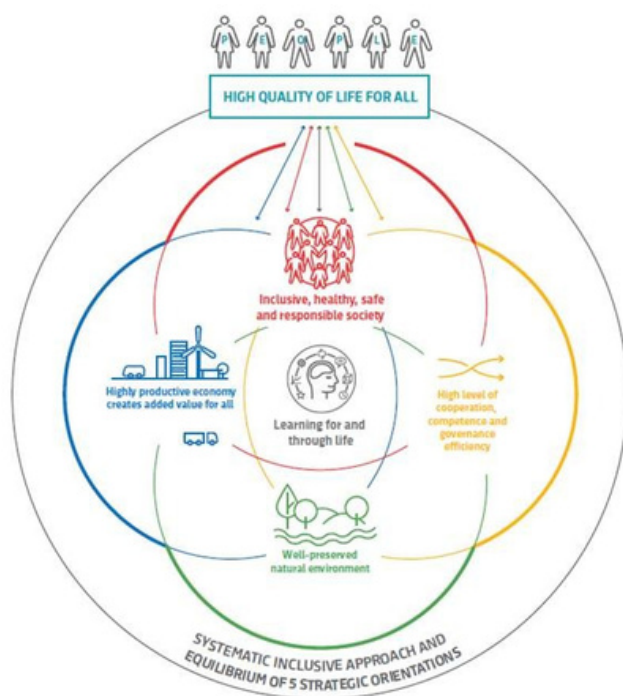 P E O P L E
HIGH QUALITY OF LIFE FOR ALL
Inclusive, healthy, safe
and responsible society
Highly productive economy
creates added value for all
Learning for and
through life
High level of
cooperation,
competence and
governance
efficiency
Well-preserved
natural environment
SYSTEMATIC INCLUSIVE APPROACH AND
EQUILIBRIUM OF 5 STRATEGIC ORIENTATIONS